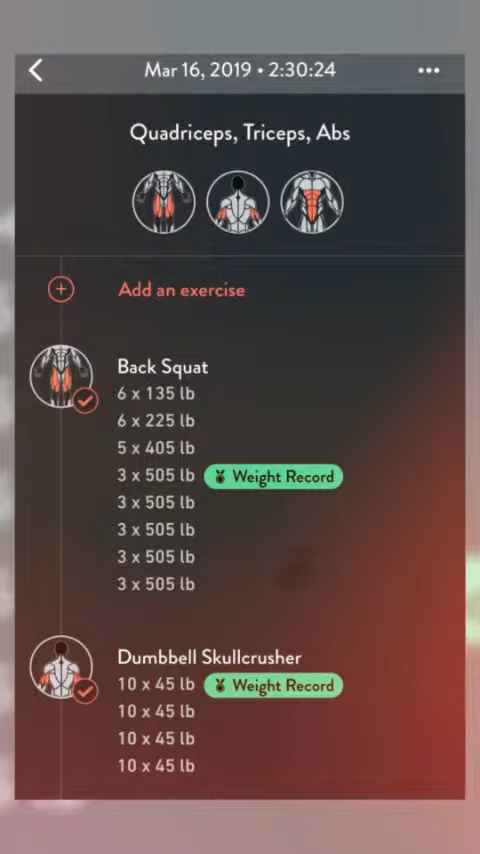 Mar 16, 2019 • 2:30:24
Quadriceps, Triceps, Abs
Add an exercise
Back Squat
6 x 135 lb
6 x 225 lb
5 x 405 lb
3 x 505 lb Weight Record
3 x 505 lb
3 x 505 lb
3 x 505 lb
3 x 505 lb
Dumbbell Skullcrusher
10 x 45 lb Weight Record
10 x 45 lb
10 x 45 lb
10 x 45 lb